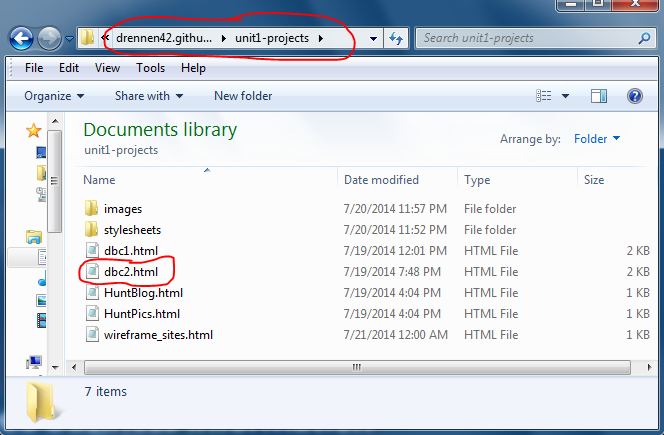 « drennen42.githu... ▸ unit1-projects ▸ Search unit1-projects
File Edit View Tools Help
Organize Share with New folder
Documents library
unit1-projects
Arrange by: Folder
Name Date modified Type Size
images 7/20/2014 11:57 PM File folder
stylesheets 7/20/2014 11:52 PM File folder
dbc1.html 7/19/2014 12:01 PM HTML File 2 KB
dbc2.html 7/19/2014 7:48 PM HTML File 2 KB
HuntBlog.html 7/19/2014 4:04 PM HTML File 1 KB
HuntPics.html 7/19/2014 4:04 PM HTML File 1 KB
wireframe_sites.html 7/21/2014 12:00 AM HTML File 1 KB
7 items